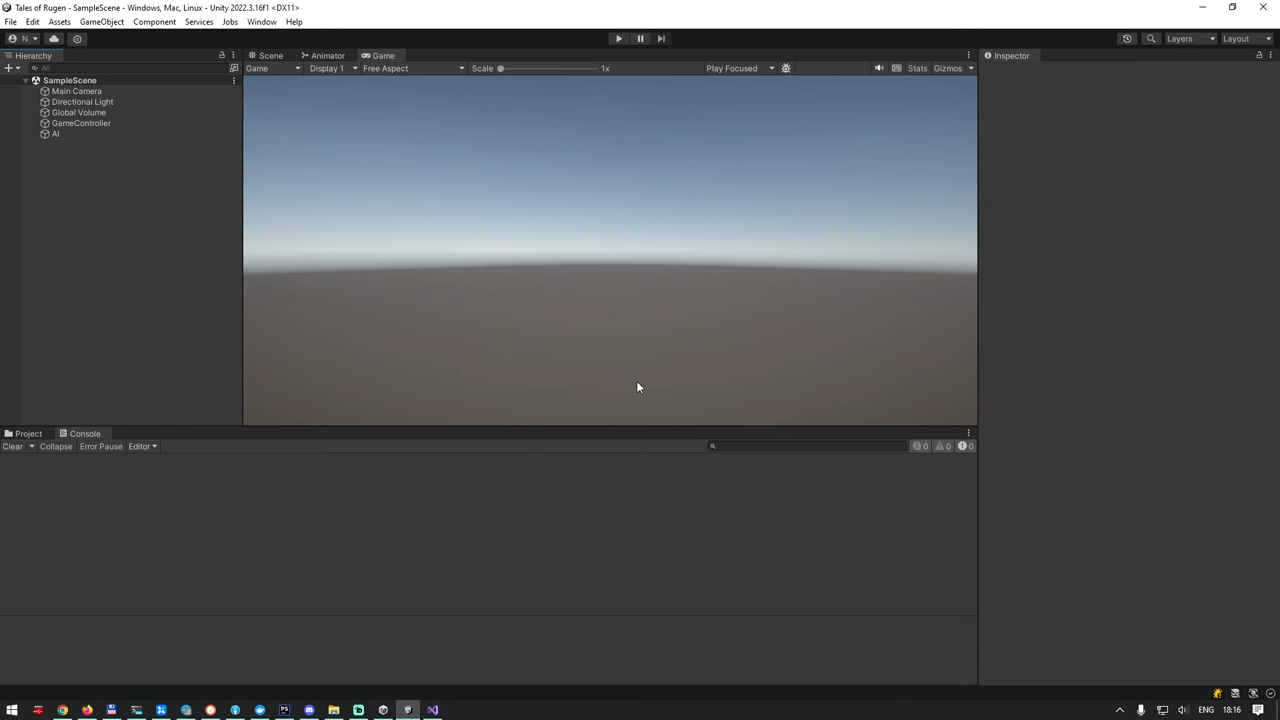 Tales of Rugen - SampleScene - Windows, Mac, Linux - Unity 2022.3.16f1 <DX11>
File Edit Assets GameObject Component Services Jobs Window Help
N Layers Layout
Hierarchy Scene Animator Game Inspector
All Game Display 1 Free Aspect Scale 1x Play Focused Stats Gizmos
SampleScene
Main Camera
Directional Light
Global Volume
GameController
AI
Project Console
Clear Collapse Error Pause Editor 0 0 0
ENG 18:16